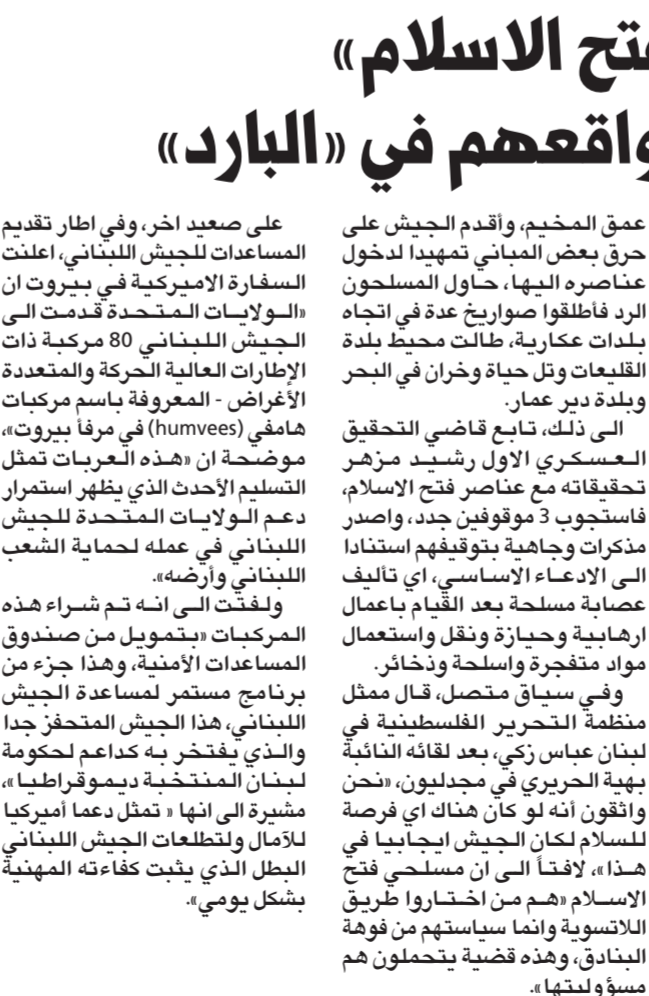 فتح الاسلام»
واقعهم في «البارد»
عمق المخيم، وأقدم الجيش على
حرق بعض المباني تمهيدا لدخول
عناصره اليها، حاول المسلحون
الرد فأطلقوا صواريخ عدة في اتجاه
بلدات عكارية، طالت محيط بلدة
القليعات وتل حياة وخران في البحر
وبلدة دير عمار.
الى ذلك، تابع قاضي التحقيق
العسكري الاول رشيد مزهر
تحقيقاته مع عناصر فتح الاسلام،
فاستجوب 3 موقوفين جدد، واصدر
مذكرات وجاهية بتوقيفهم استنادا
الى الادعاء الاساسي، اي تأليف
عصابة مسلحة بعد القيام باعمال
ارهابية وحيازة ونقل واستعمال
مواد متفجرة واسلحة وذخائر.
وفي سياق متصل، قال ممثل
منظمة التحرير الفلسطينية في
لبنان عباس زكي، بعد لقائه النائبة
بهية الحريري في مجدليون، «نحن
واثقون أنه لو كان هناك اي فرصة
للسلام لكان الجيش ايجابيا في
هذا»، لافتاً الى ان مسلحي فتح
الاسلام «هم من اختاروا طريق
اللاتسوية وانما سياستهم من فوهة
البنادق، وهذه قضية يتحملون هم
مسؤوليتها».
على صعيد اخر، وفي اطار تقديم
المساعدات للجيش اللبناني، اعلنت
السفارة الاميركية في بيروت ان
«الولايات المتحدة قدمت الى
الجيش اللبناني 80 مركبة ذات
الإطارات العالية الحركة والمتعددة
الأغراض - المعروفة باسم مركبات
هامفي (humvees) في مرفأ بيروت»،
موضحة ان «هذه العربات تمثل
التسليم الأحدث الذي يظهر استمرار
دعم الولايات المتحدة للجيش
اللبناني في عمله لحماية الشعب
اللبناني وأرضه».
ولفتت الى انه تم شراء هذه
المركبات «بتمويل من صندوق
المساعدات الأمنية، وهذا جزء من
برنامج مستمر لمساعدة الجيش
اللبناني، هذا الجيش المتحفز جدا
والذي يفتخر به كداعم لحكومة
لبنان المنتخبة ديموقراطيا»،
مشيرة الى انها « تمثل دعما أميركيا
للآمال ولتطلعات الجيش اللبناني
البطل الذي يثبت كفاءته المهنية
بشكل يومي».